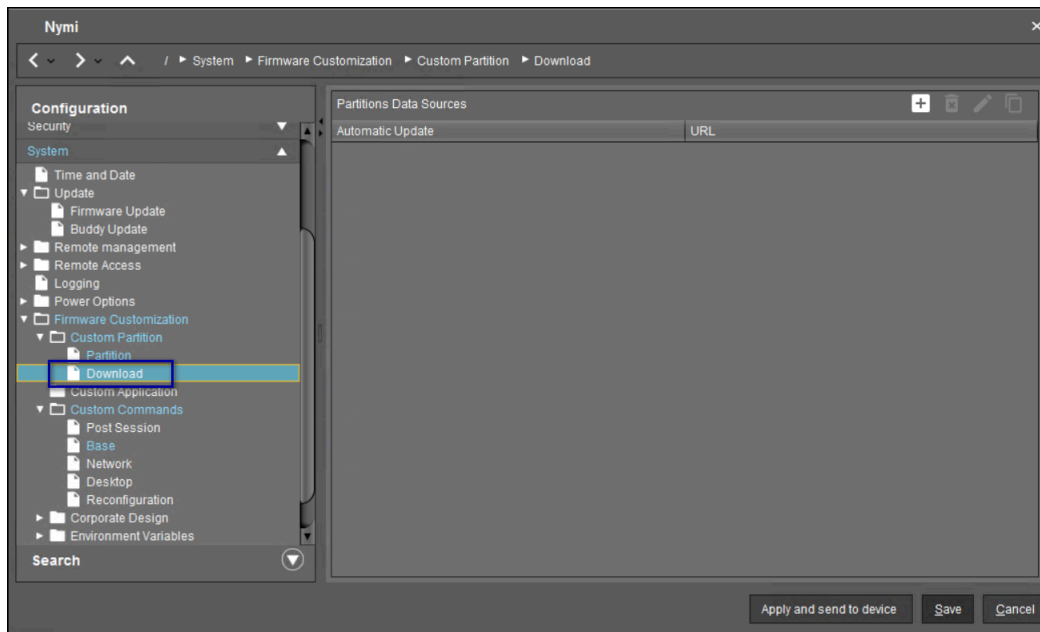 Nymi
/ ▶ System ▶ Firmware Customization ▶ Custom Partition ▶ Download
Configuration
Security
System
Time and Date
Update
Firmware Update
Buddy Update
Remote management
Remote Access
Logging
Power Options
Firmware Customization
Custom Partition
Partition
Download
Custom Application
Custom Commands
Post Session
Base
Network
Desktop
Reconfiguration
Corporate Design
Environment Variables
Search
Partitions Data Sources
Automatic Update URL
Apply and send to device Save Cancel